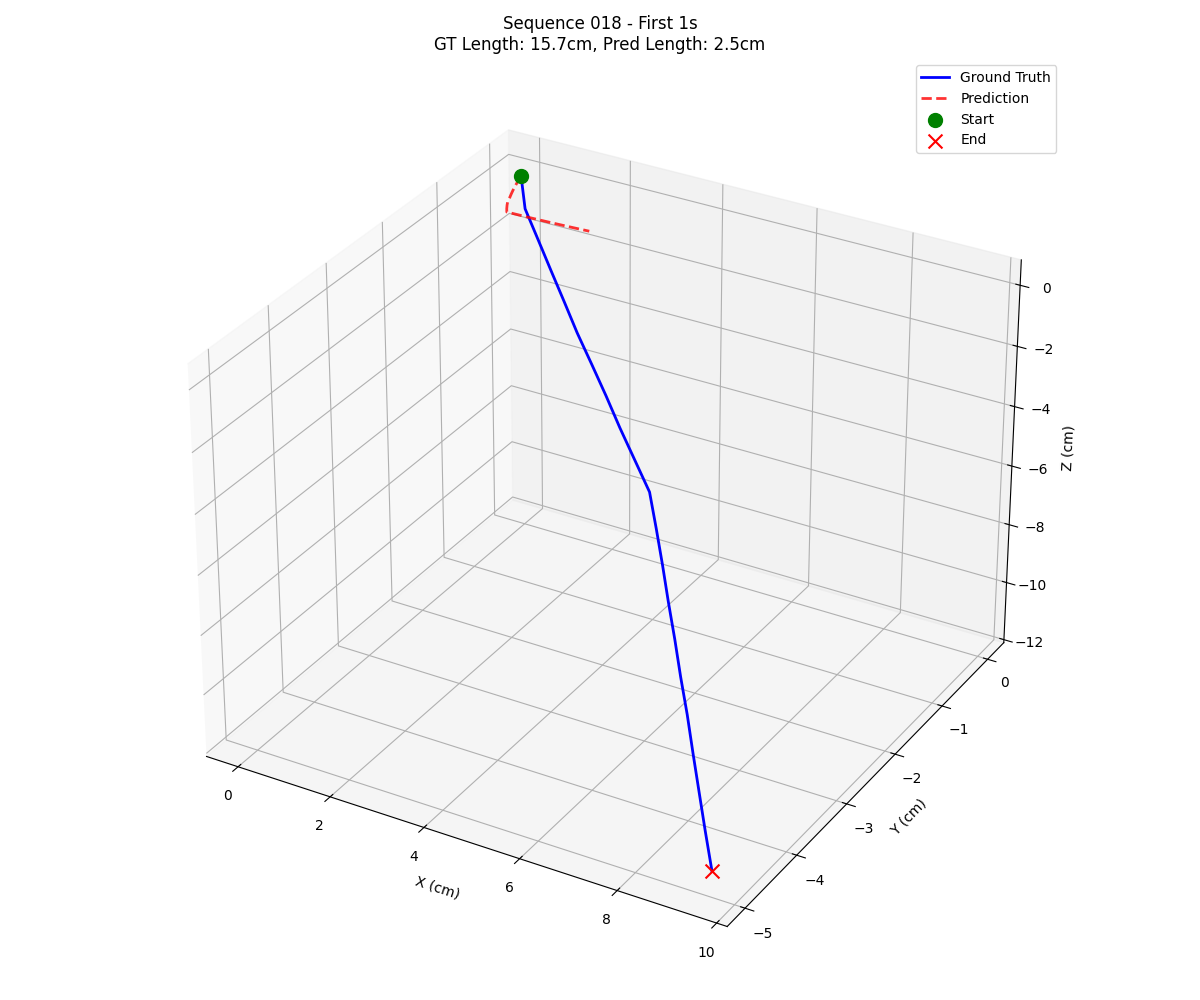 Sequence 018 - First 1s
GT Length: 15.7cm, Pred Length: 2.5cm
Ground Truth
Prediction
Start
End
0
−2
−4
−6
−8
−10
−12
Z (cm)
0
−1
−2
−3
−4
−5
Y (cm)
0
2
4
6
8
10
X (cm)